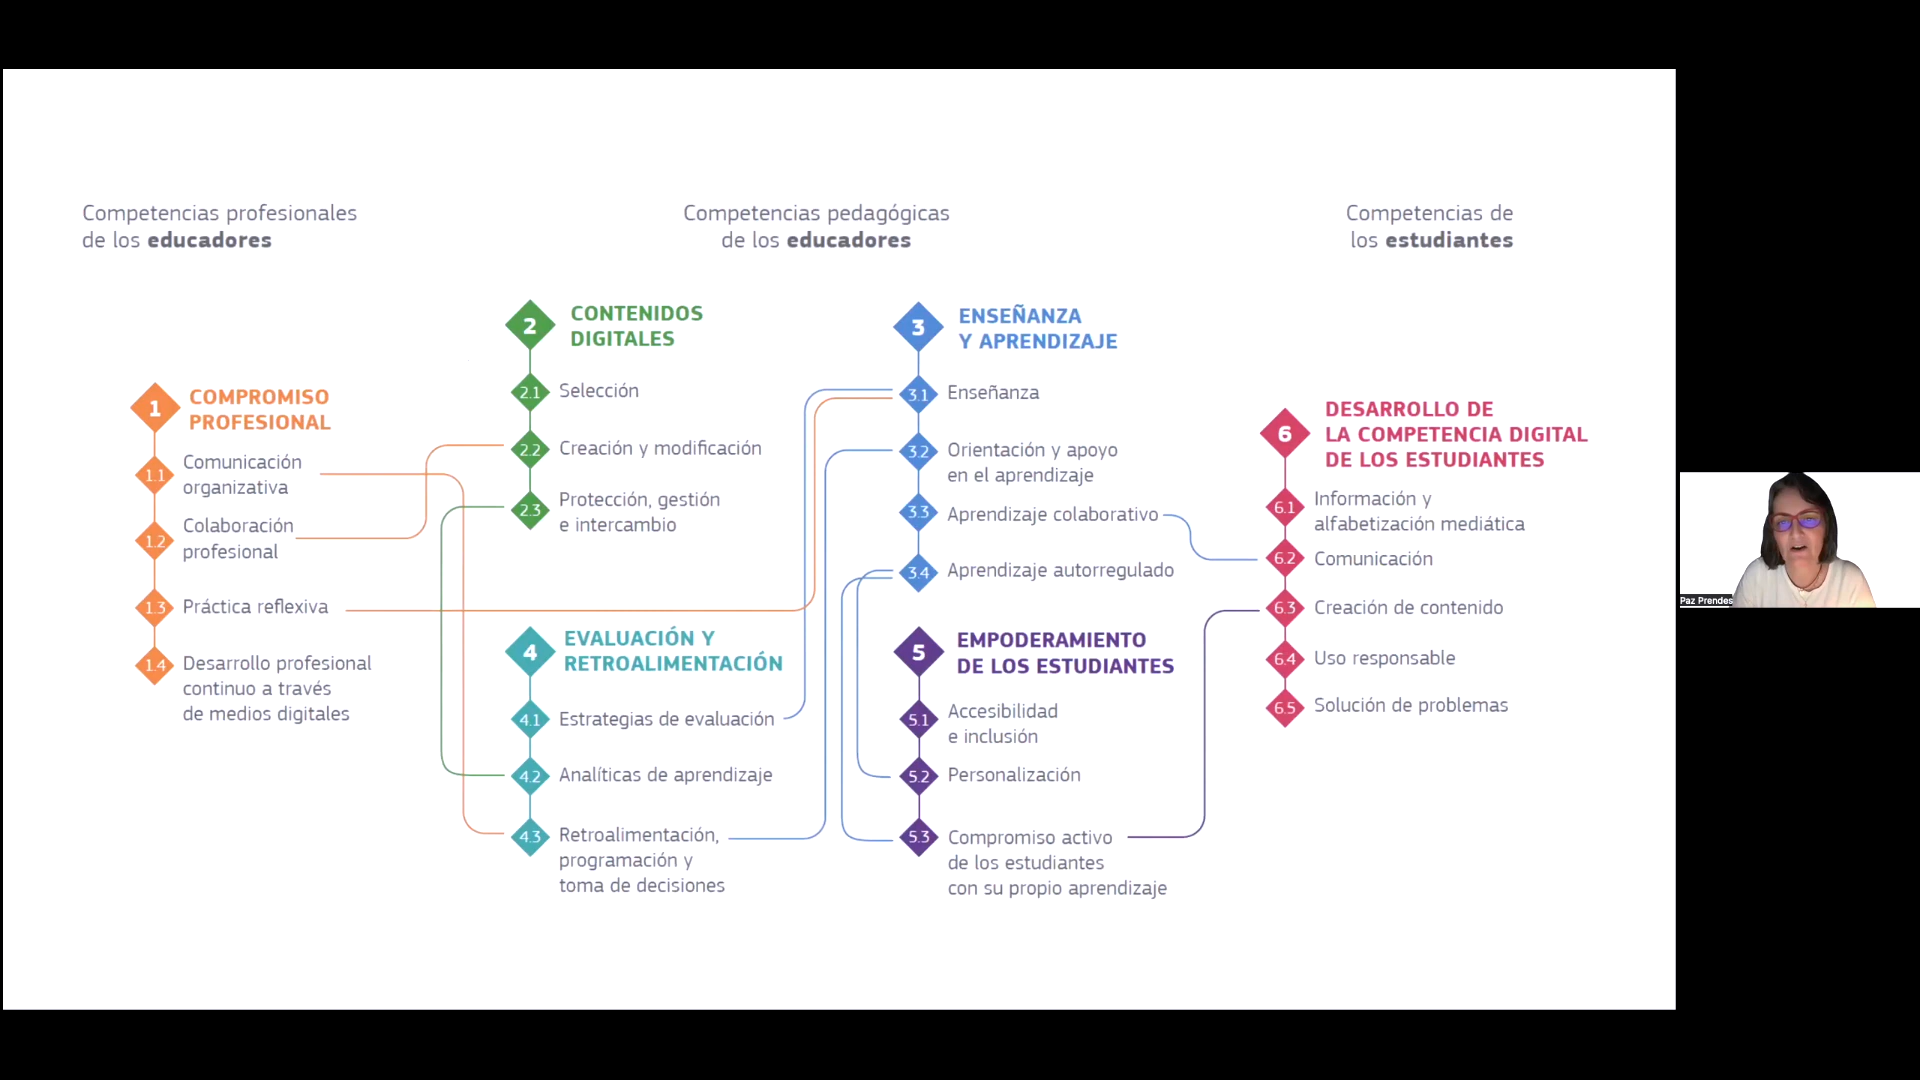 Competencias profesionales
de los educadores
Competencias pedagógicas
de los educadores
Competencias de
los estudiantes
1
COMPROMISO
PROFESIONAL
1.1
Comunicación
organizativa
1.2
Colaboración
profesional
1.3
Práctica reflexiva
1.4
Desarrollo profesional
continuo a través
de medios digitales
2
CONTENIDOS
DIGITALES
2.1
Selección
2.2
Creación y modificación
2.3
Protección, gestión
e intercambio
3
ENSEÑANZA
Y APRENDIZAJE
3.1
Enseñanza
3.2
Orientación y apoyo
en el aprendizaje
3.3
Aprendizaje colaborativo
3.4
Aprendizaje autorregulado
4
EVALUACIÓN Y
RETROALIMENTACIÓN
4.1
Estrategias de evaluación
4.2
Analíticas de aprendizaje
4.3
Retroalimentación,
programación y
toma de decisiones
5
EMPODERAMIENTO
DE LOS ESTUDIANTES
5.1
Accesibilidad
e inclusión
5.2
Personalización
5.3
Compromiso activo
de los estudiantes
con su propio aprendizaje
6
DESARROLLO DE
LA COMPETENCIA DIGITAL
DE LOS ESTUDIANTES
6.1
Información y
alfabetización mediática
6.2
Comunicación
6.3
Creación de contenido
6.4
Uso responsable
6.5
Solución de problemas
Paz Prendes